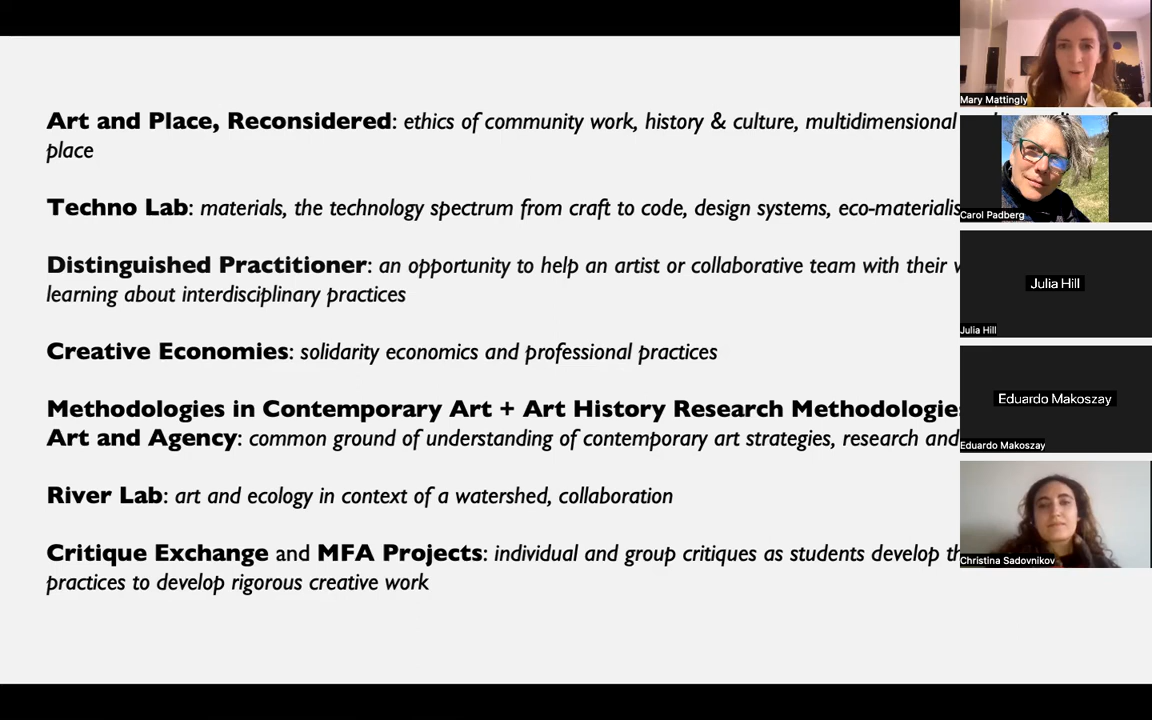 Art and Place, Reconsidered: ethics of community work, history & culture, multidimensional
place
Techno Lab: materials, the technology spectrum from craft to code, design systems, eco-materialis
Distinguished Practitioner: an opportunity to help an artist or collaborative team with their
learning about interdisciplinary practices
Creative Economies: solidarity economics and professional practices
Methodologies in Contemporary Art + Art History Research Methodologies
Art and Agency: common ground of understanding of contemporary art strategies, research and
River Lab: art and ecology in context of a watershed, collaboration
Critique Exchange and MFA Projects: individual and group critiques as students develop th
practices to develop rigorous creative work
Mary Mattingly
Carol Padberg
Julia Hill
Julia Hill
Eduardo Makoszay
Eduardo Makoszay
Christina Sadovnikov